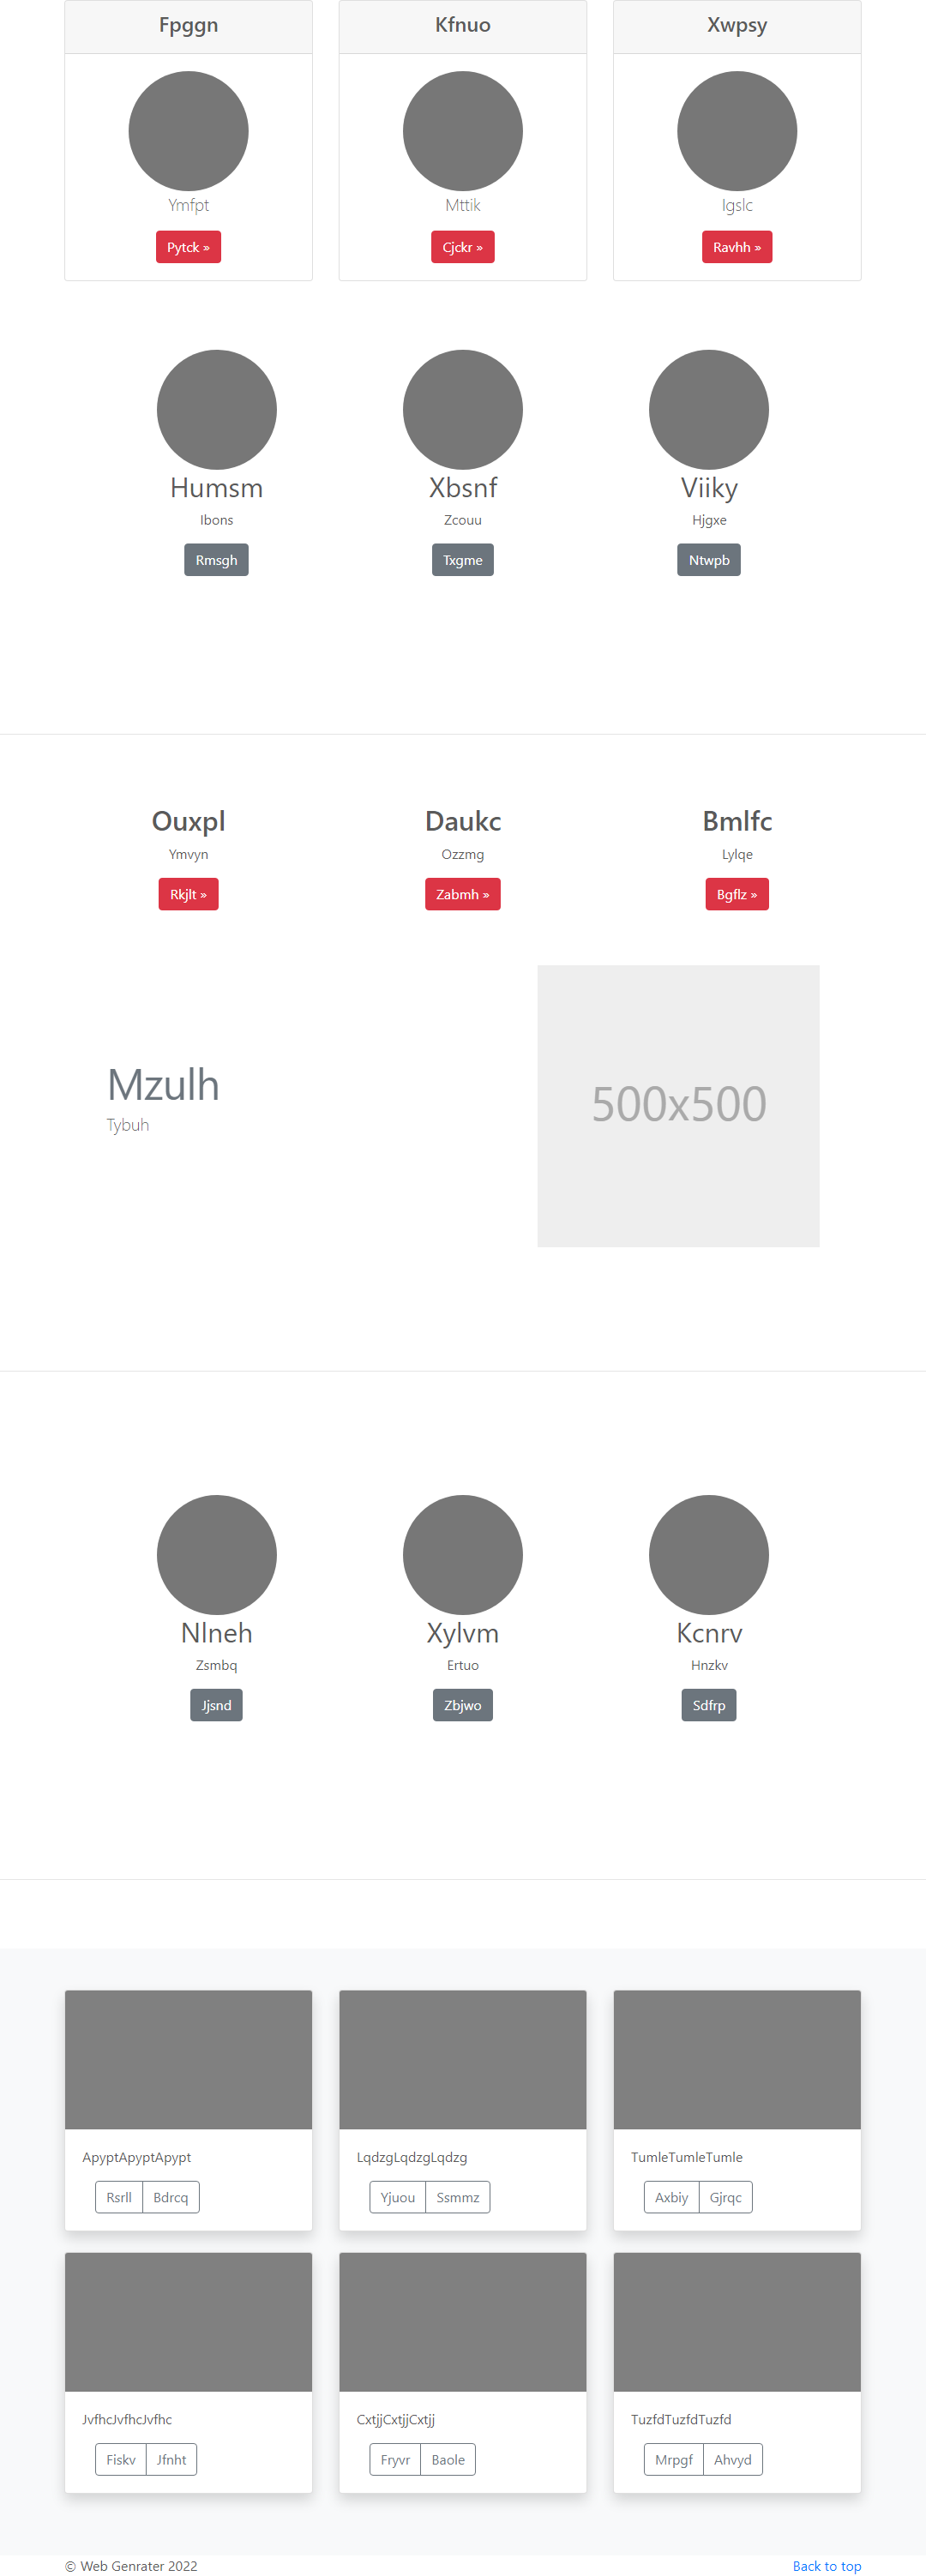 Fpggn Kfnuo Xwpsy
Ymfpt Mttik Igslc
Pytck » Cjckr » Ravhh »
Humsm Xbsnf Viiky
Ibons Zcouu Hjgxe
Rmsgh Txgme Ntwpb
Ouxpl Daukc Bmlfc
Ymvyn Ozzmg Lylqe
Rkjlt » Zabmh » Bgflz »
Mzulh
Tybuh
500x500
Nlneh Xylvm Kcnrv
Zsmbq Ertuo Hnzkv
Jjsnd Zbjwo Sdfrp
ApyptApyptApypt LqdzgLqdzgLqdzg TumleTumleTumle
Rsrll Bdrcq Yjuou Ssmmz Axbiy Gjrqc
JvfhcJvfhcJvfhc CxtjjCxtjjCxtjj TuzfdTuzfdTuzfd
Fiskv Jfnht Fryvr Baole Mrpgf Ahvyd
© Web Genrater 2022 Back to top